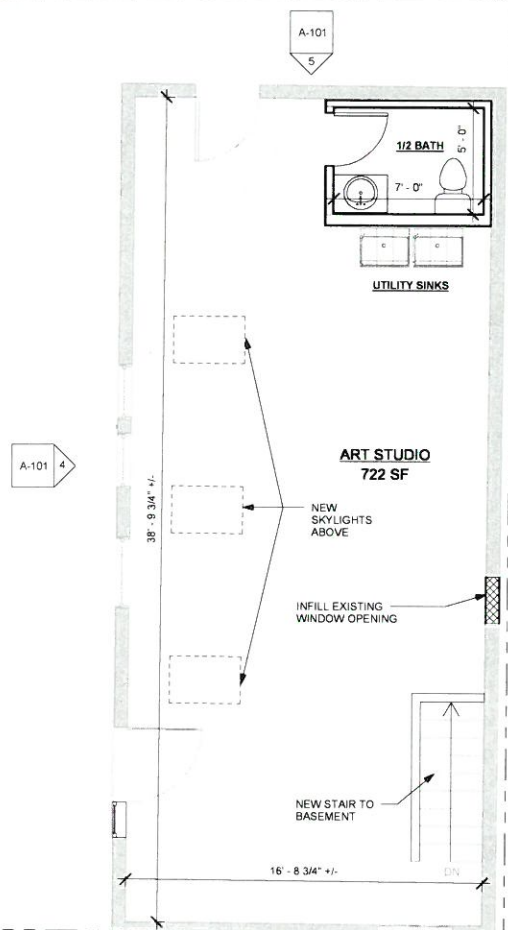 A-101
5
1/2 BATH
5' - 0"
7' - 0"
UTILITY SINKS
A-101 4
38' - 9 3/4" +/-
ART STUDIO
722 SF
NEW
SKYLIGHTS
ABOVE
INFILL EXISTING
WINDOW OPENING
NEW STAIR TO
BASEMENT
16' - 8 3/4" +/-
DN